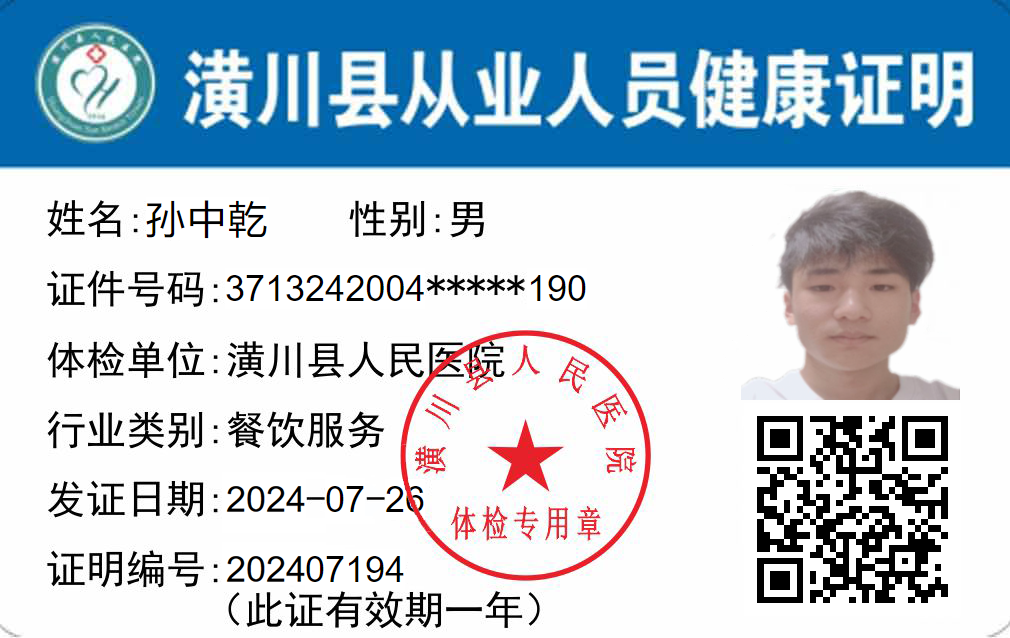 潢川县从业人员健康证明
姓名:孙中乾 性别:男
证件号码:3713242004*****190
体检单位:潢川县人民医院
行业类别:餐饮服务
发证日期:2024-07-26
证明编号:202407194
(此证有效期一年)
潢川县人民医院
体检专用章